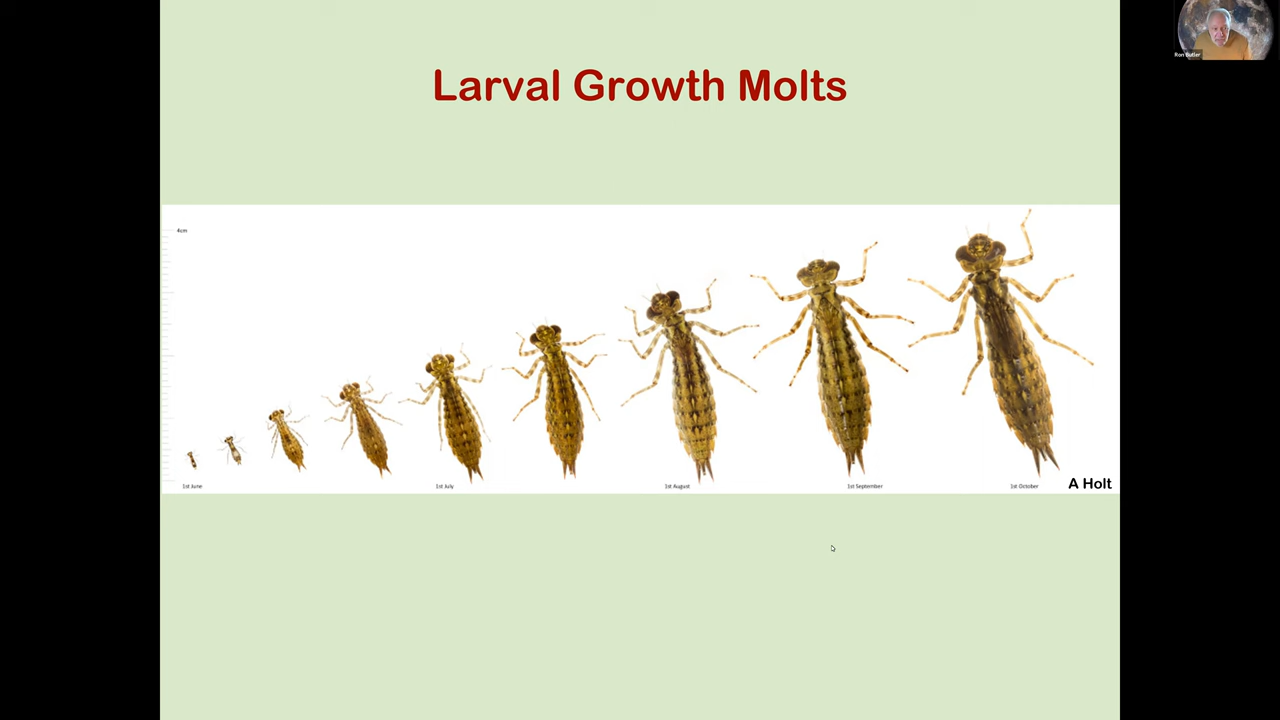 Larval Growth Molts
Ron Butler
4cm
1st June
1st July
1st August
1st September
1st October
A Holt